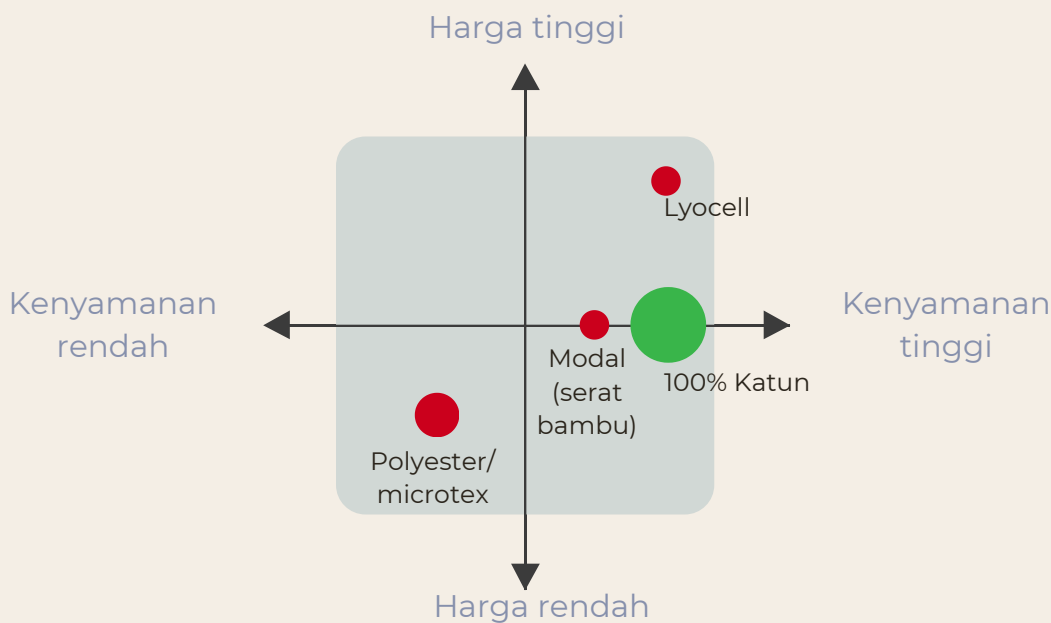 Harga tinggi
Lyocell
Kenyamanan
rendah
Kenyamanan
tinggi
Modal
(serat
bambu)
100% Katun
Polyester/
microtex
Harga rendah